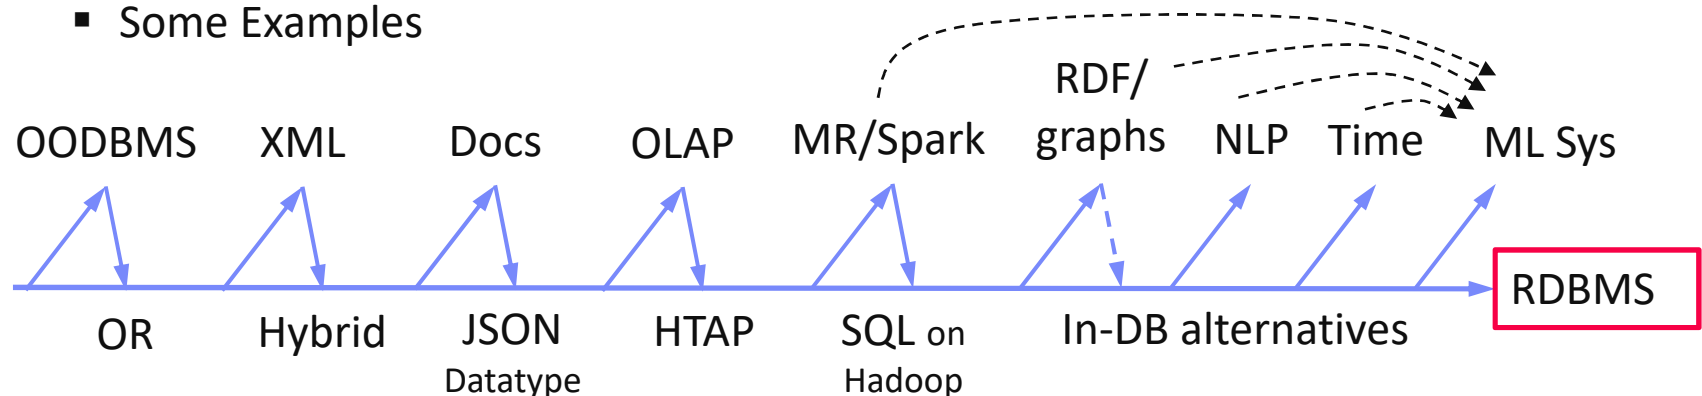 ▪ Some Examples
RDF/
OODBMS XML Docs OLAP MR/Spark graphs NLP Time ML Sys
RDBMS
OR Hybrid JSON HTAP SQL on In-DB alternatives
Datatype Hadoop